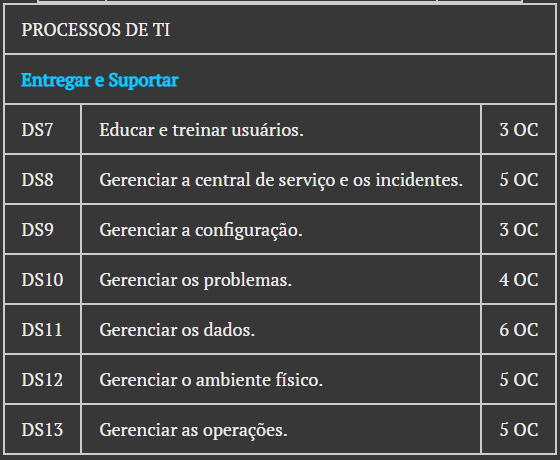 PROCESSOS DE TI
Entregar e Suportar
DS7 Educar e treinar usuários. 3 OC
DS8 Gerenciar a central de serviço e os incidentes. 5 OC
DS9 Gerenciar a configuração. 3 OC
DS10 Gerenciar os problemas. 4 OC
DS11 Gerenciar os dados. 6 OC
DS12 Gerenciar o ambiente físico. 5 OC
DS13 Gerenciar as operações. 5 OC